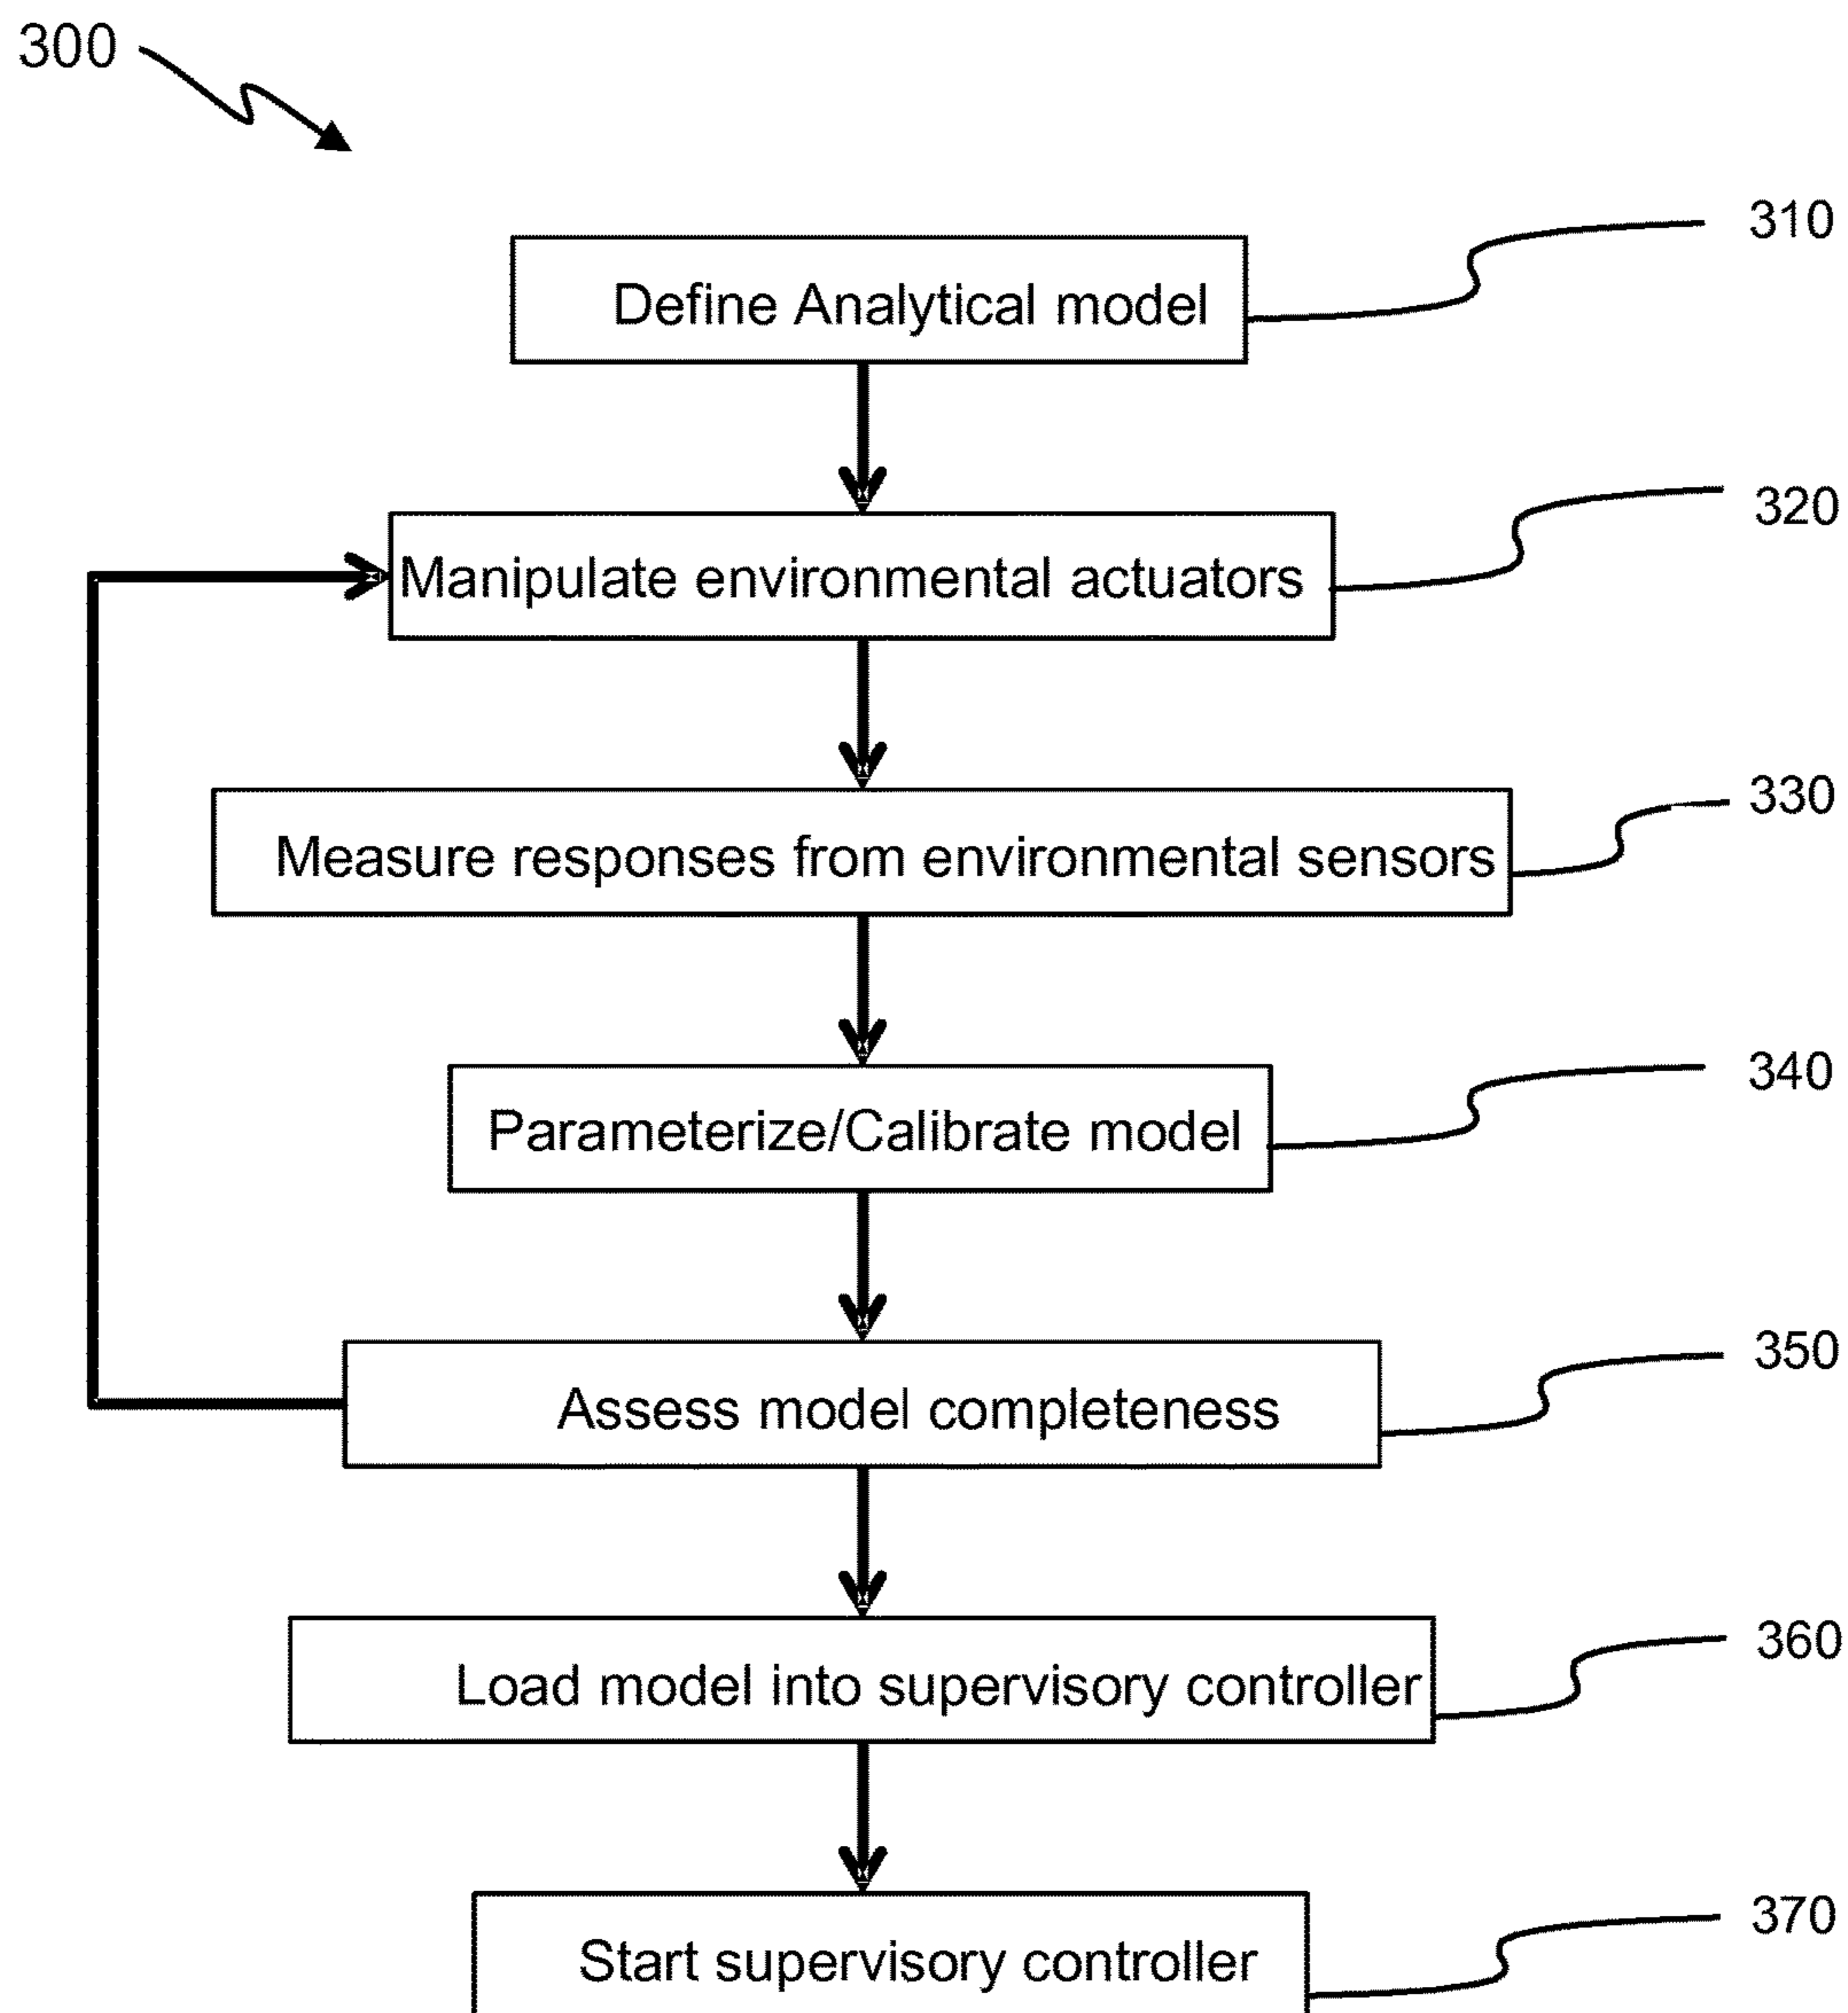 300
310
Define Analytical model
320
Manipulate environmental actuators
330
Measure responses from environmental sensors
340
Parameterize/Calibrate model
350
Assess model completeness
360
Load model into supervisory controller
370
Start supervisory controller